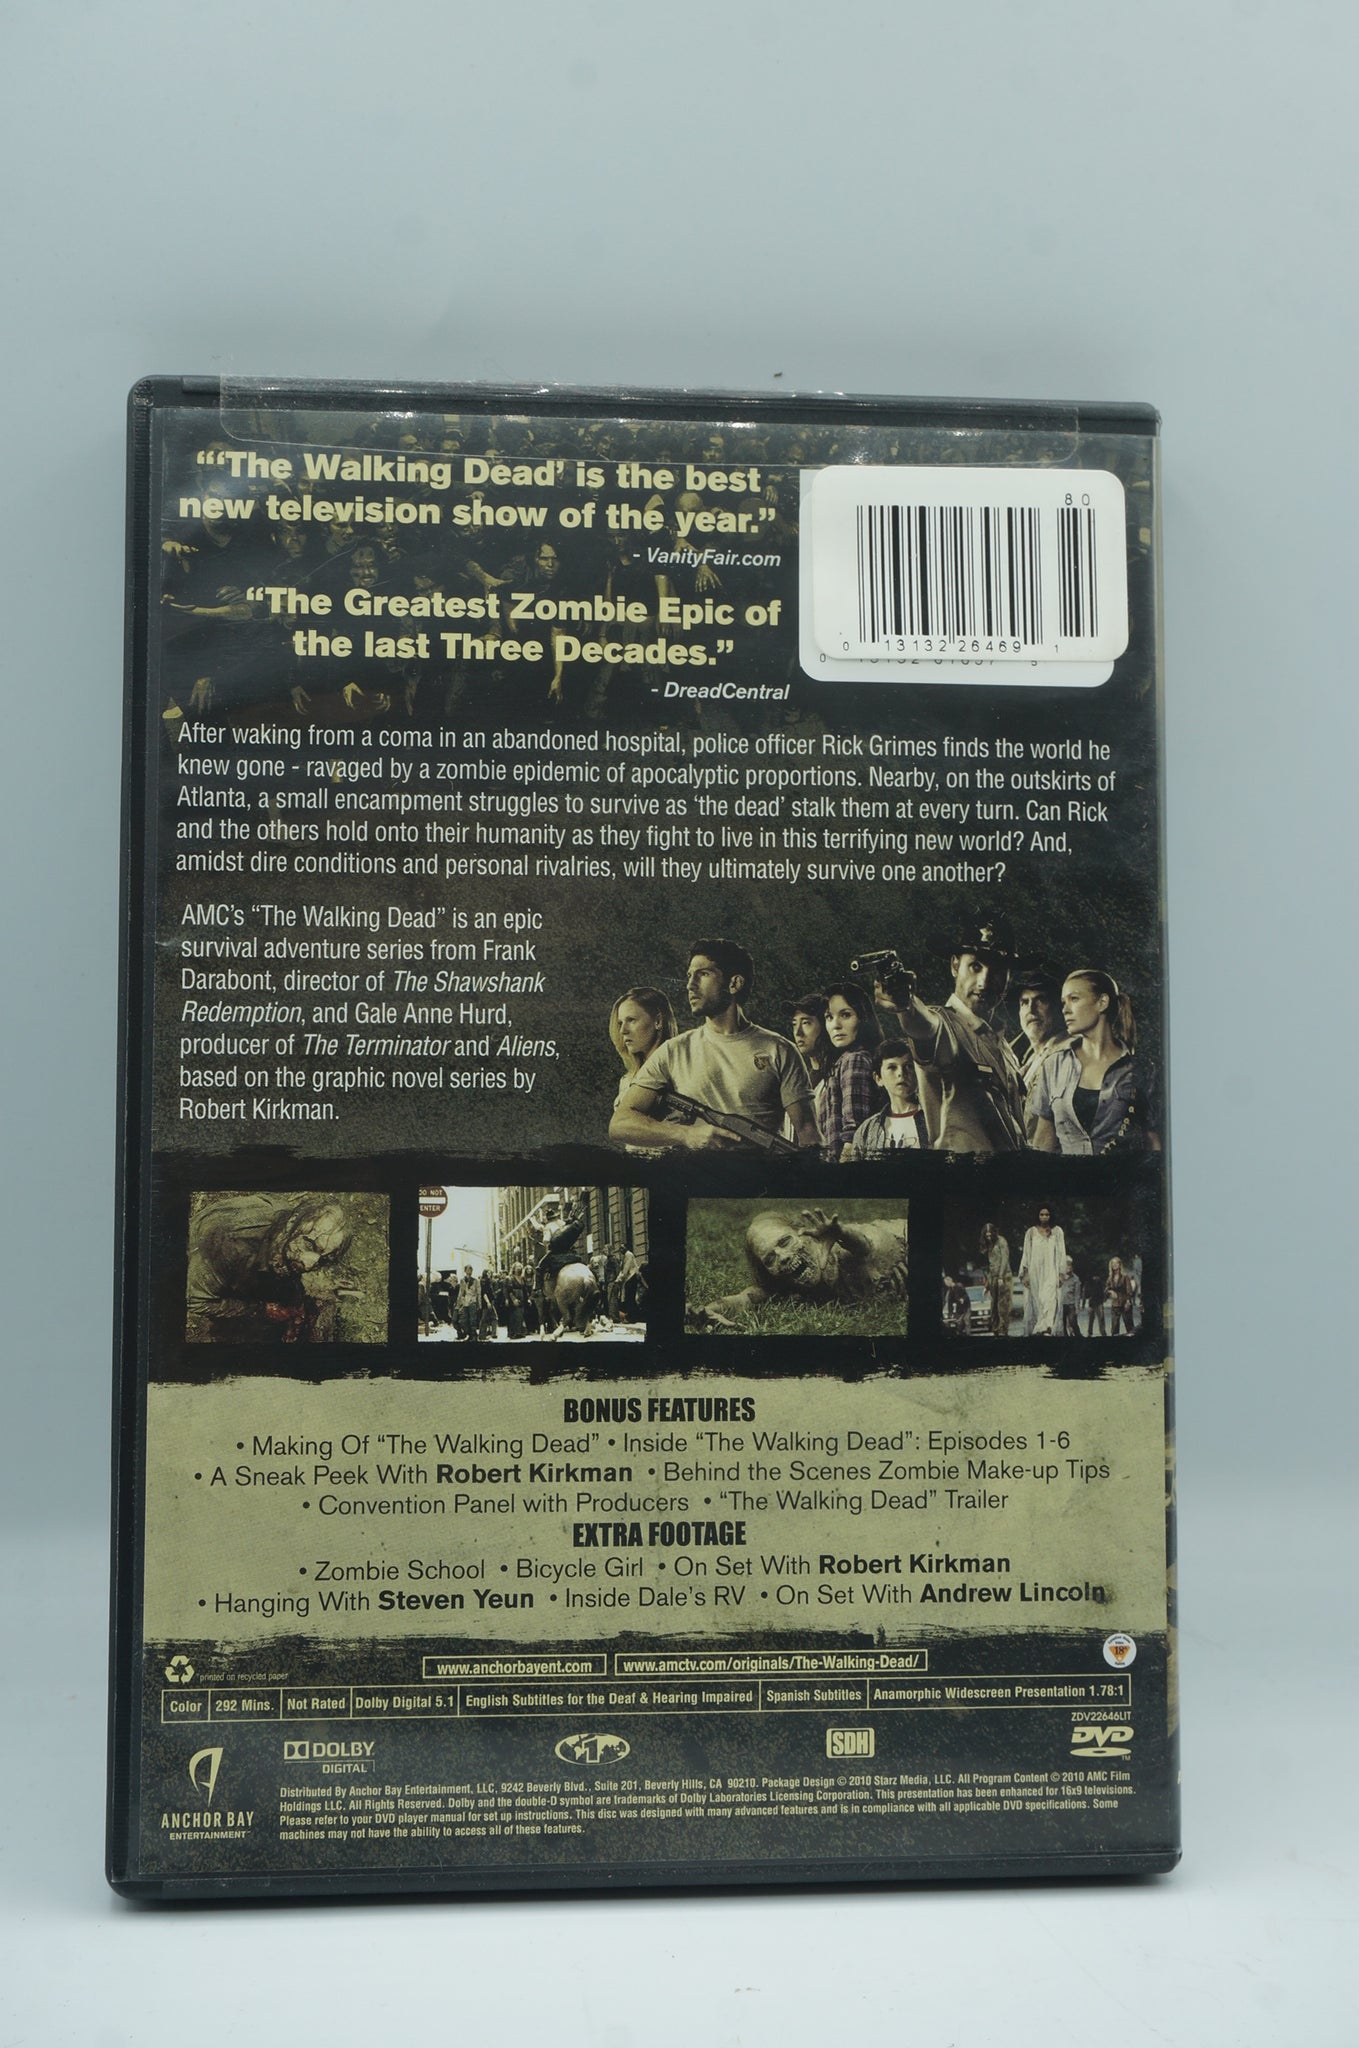 "'The Walking Dead' is the best
new television show of the year."
- VanityFair.com
"The Greatest Zombie Epic of
the last Three Decades."
- DreadCentral
80
0 13132 26469 1
After waking from a coma in an abandoned hospital, police officer Rick Grimes finds the world he
knew gone - ravaged by a zombie epidemic of apocalyptic proportions. Nearby, on the outskirts of
Atlanta, a small encampment struggles to survive as 'the dead' stalk them at every turn. Can Rick
and the others hold onto their humanity as they fight to live in this terrifying new world? And,
amidst dire conditions and personal rivalries, will they ultimately survive one another?
AMC's "The Walking Dead" is an epic
survival adventure series from Frank
Darabont, director of The Shawshank
Redemption, and Gale Anne Hurd,
producer of The Terminator and Aliens,
based on the graphic novel series by
Robert Kirkman.
DO NOT
ENTER
BONUS FEATURES
• Making Of "The Walking Dead" • Inside "The Walking Dead": Episodes 1-6
• A Sneak Peek With Robert Kirkman • Behind the Scenes Zombie Make-up Tips
• Convention Panel with Producers • "The Walking Dead" Trailer
EXTRA FOOTAGE
• Zombie School • Bicycle Girl • On Set With Robert Kirkman
• Hanging With Steven Yeun • Inside Dale's RV • On Set With Andrew Lincoln
printed on recycled paper
www.anchorbayent.com www.amctv.com/originals/The-Walking-Dead/
18
Color 292 Mins. Not Rated Dolby Digital 5.1 English Subtitles for the Deaf & Hearing Impaired Spanish Subtitles Anamorphic Widescreen Presentation 1.78:1
ZDV22646LIT
DOLBY
DIGITAL
1
SDH
DVD
TM
ANCHOR BAY
ENTERTAINMENT
Distributed By Anchor Bay Entertainment, LLC, 9242 Beverly Blvd., Suite 201, Beverly Hills, CA 90210. Package Design © 2010 Starz Media, LLC. All Program Content © 2010 AMC Film
Holdings LLC. All Rights Reserved. Dolby and the double-D symbol are trademarks of Dolby Laboratories Licensing Corporation. This presentation has been enhanced for 16x9 televisions.
Please refer to your DVD player manual for set up instructions. This disc was designed with many advanced features and is in compliance with all applicable DVD specifications. Some
machines may not have the ability to access all of these features.